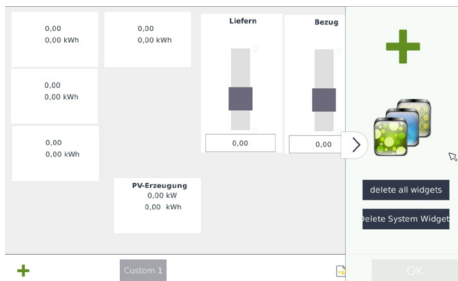 0,00
0,00 kWh
0,00
0,00 kWh
Liefern
Bezug
0,00
0,00 kWh
0,00
0,00
0,00
0,00 kWh
PV-Erzeugung
0,00 kW
0,00 kWh
delete all widgets
Delete System Widget
Custom 1
OK